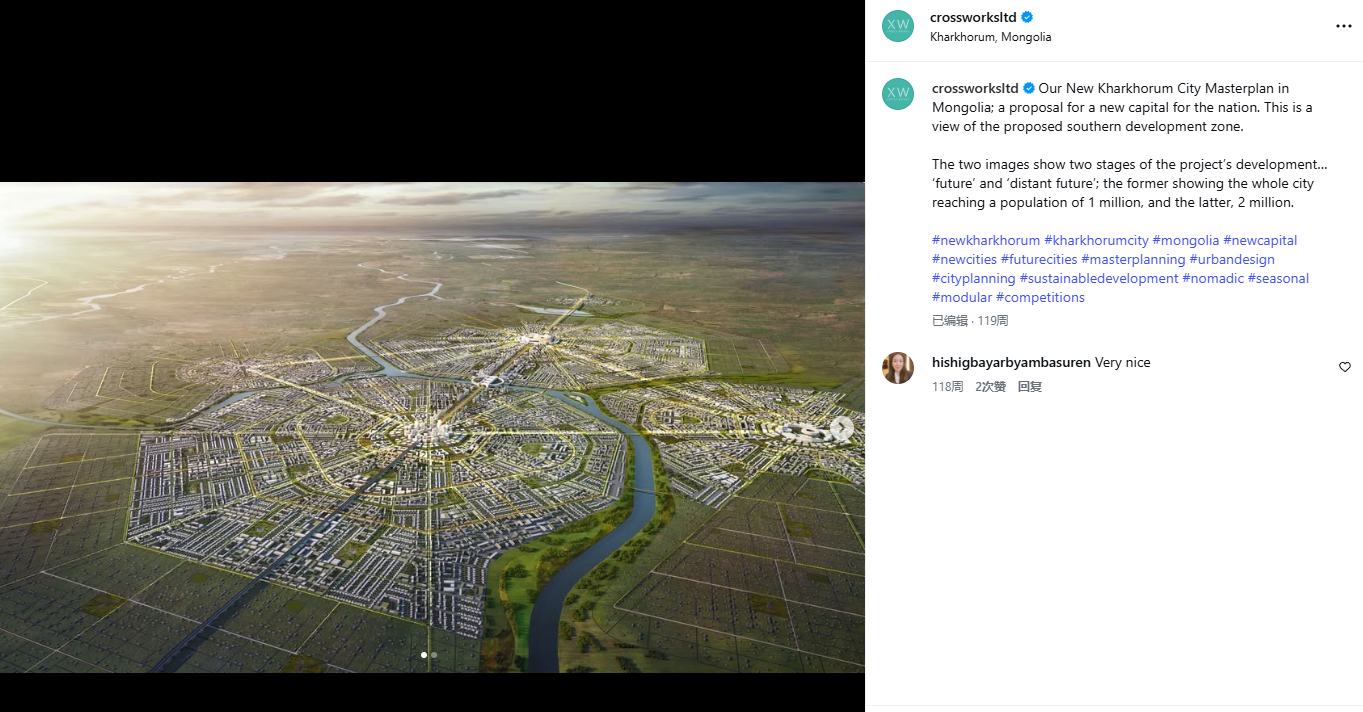 XW
crossworksltd
Kharkhorum, Mongolia
XW
crossworksltd Our New Kharkhorum City Masterplan in
Mongolia; a proposal for a new capital for the nation. This is a
view of the proposed southern development zone.
The two images show two stages of the project’s development...
‘future’ and ‘distant future’; the former showing the whole city
reaching a population of 1 million, and the latter, 2 million.
#newkharkhorum #kharkhorumcity #mongolia #newcapital
#newcities #futurecities #masterplanning #urbandesign
#cityplanning #sustainabledevelopment #nomadic #seasonal
#modular #competitions
已编辑 · 119周
hishigbayarbyambasuren Very nice
118周 2次赞 回复